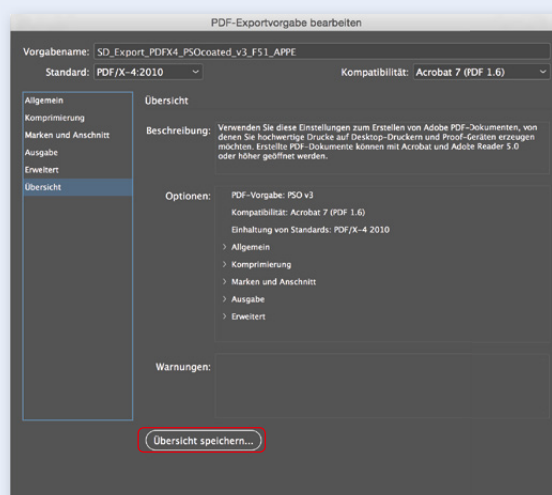 PDF-Exportvorgabe bearbeiten
Vorgabename: SD_Export_PDFX4_PSOcoated_v3_F51_APPE
Standard: PDF/X-4:2010 Kompatibilität: Acrobat 7 (PDF 1.6)
Allgemein
Komprimierung
Marken und Anschnitt
Ausgabe
Erweitert
Übersicht
Übersicht
Beschreibung: Verwenden Sie diese Einstellungen zum Erstellen von Adobe PDF-Dokumenten, von
denen Sie hochwertige Drucke auf Desktop-Druckern und Proof-Geräten erzeugen
möchten. Erstellte PDF-Dokumente können mit Acrobat und Adobe Reader 5.0
oder höher geöffnet werden.
Optionen: PDF-Vorgabe: PSO v3
Kompatibilität: Acrobat 7 (PDF 1.6)
Einhaltung von Standards: PDF/X-4 2010
> Allgemein
> Komprimierung
> Marken und Anschnitt
> Ausgabe
> Erweitert
Warnungen:
Übersicht speichern...